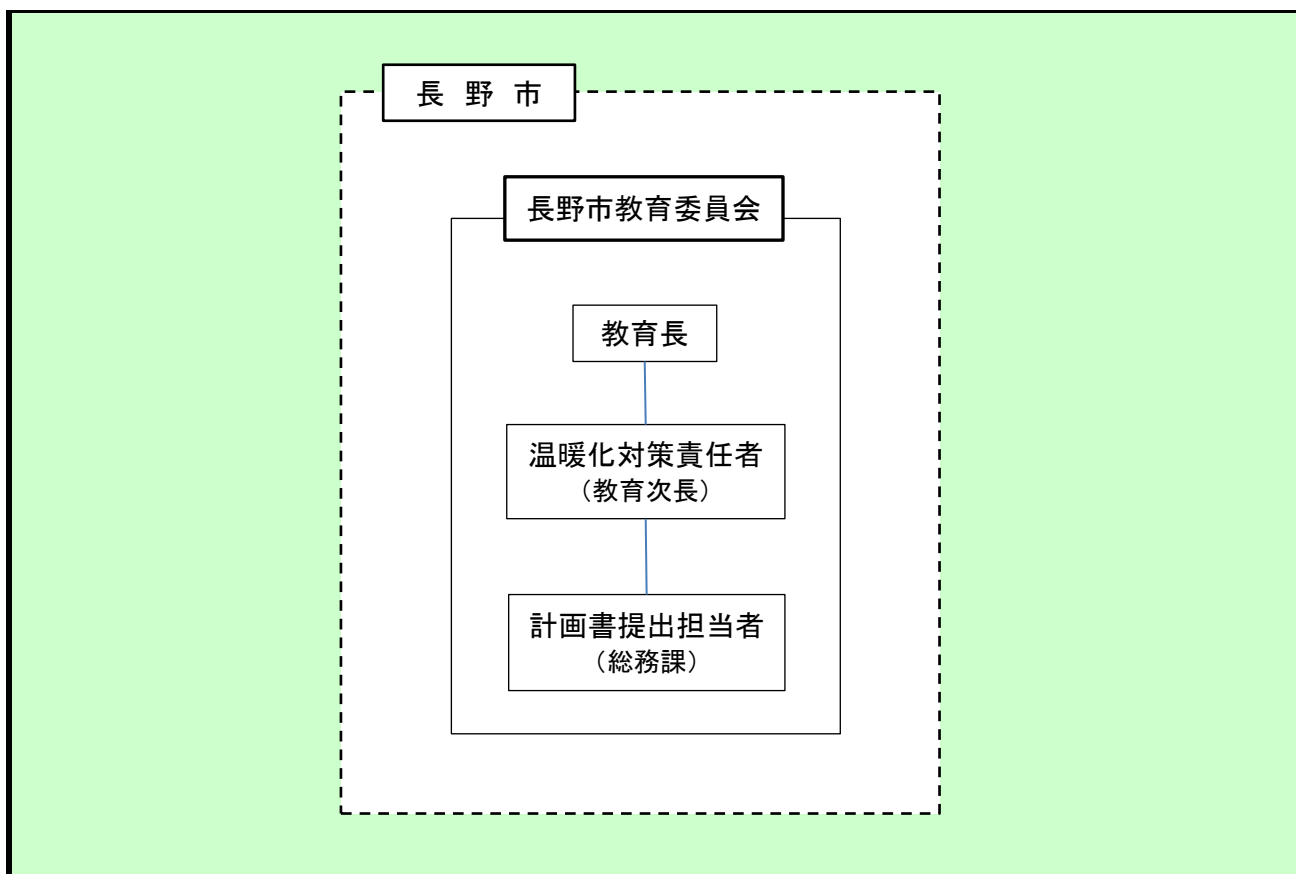 長 野 市
長野市教育委員会
教育長
温暖化対策責任者
（教育次長）
計画書提出担当者
（総務課）